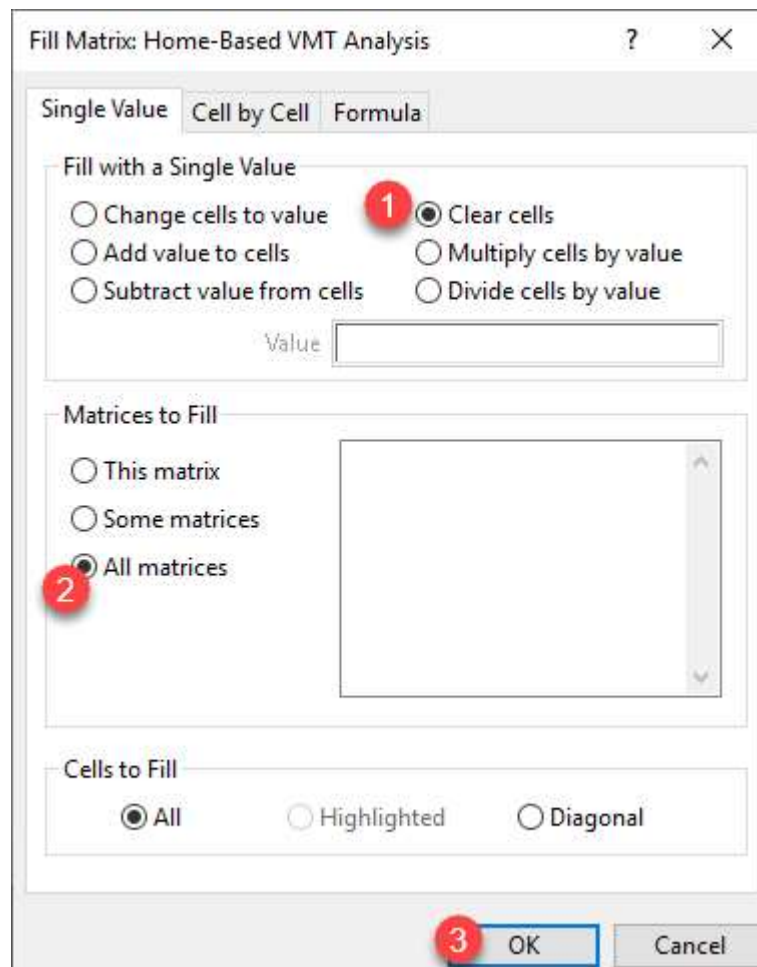 Fill Matrix: Home-Based VMT Analysis ?
Single Value Cell by Cell Formula
Fill with a Single Value
Change cells to value 1 Clear cells
Add value to cells Multiply cells by value
Subtract value from cells Divide cells by value
Value
Matrices to Fill
This matrix
Some matrices
All matrices
2
Cells to Fill
All Highlighted Diagonal
3 OK Cancel